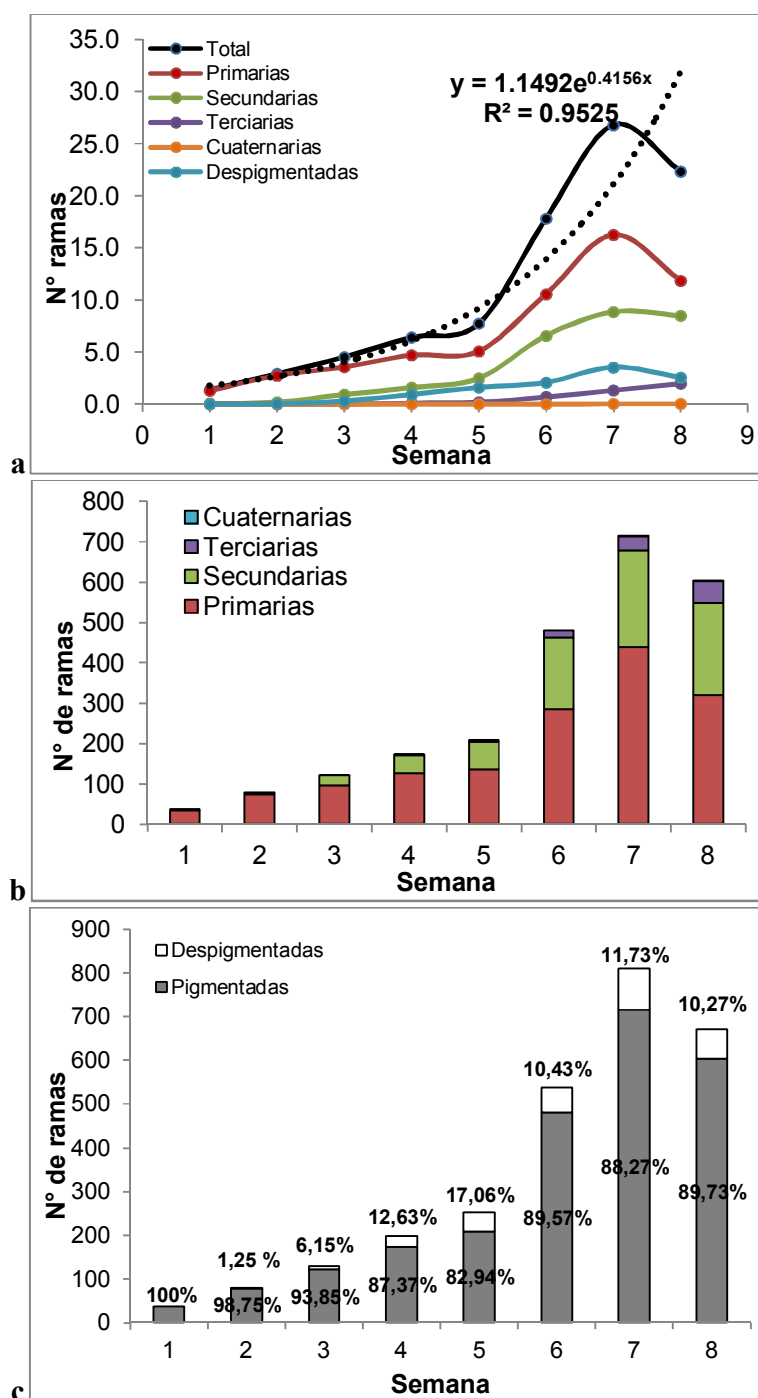 35.0
30.0
25.0
20.0
15.0
10.0
5.0
0.0
N° ramas
Total
Primarias
Secundarias
Terciarias
Cuaternarias
Despigmentadas
y = 1.1492e^0.4156x
R² = 0.9525
0 1 2 3 4 5 6 7 8 9
Semana
a
800
700
600
500
400
300
200
100
0
N° de ramas
Cuaternarias
Terciarias
Secundarias
Primarias
1 2 3 4 5 6 7 8
Semana
b
900
800
700
600
500
400
300
200
100
0
N° de ramas
Despigmentadas
Pigmentadas
1,25 % 6,15% 12,63% 17,06% 10,43% 11,73% 10,27%
100% 98,75% 93,85% 87,37% 82,94% 89,57% 88,27% 89,73%
1 2 3 4 5 6 7 8
Semana
c